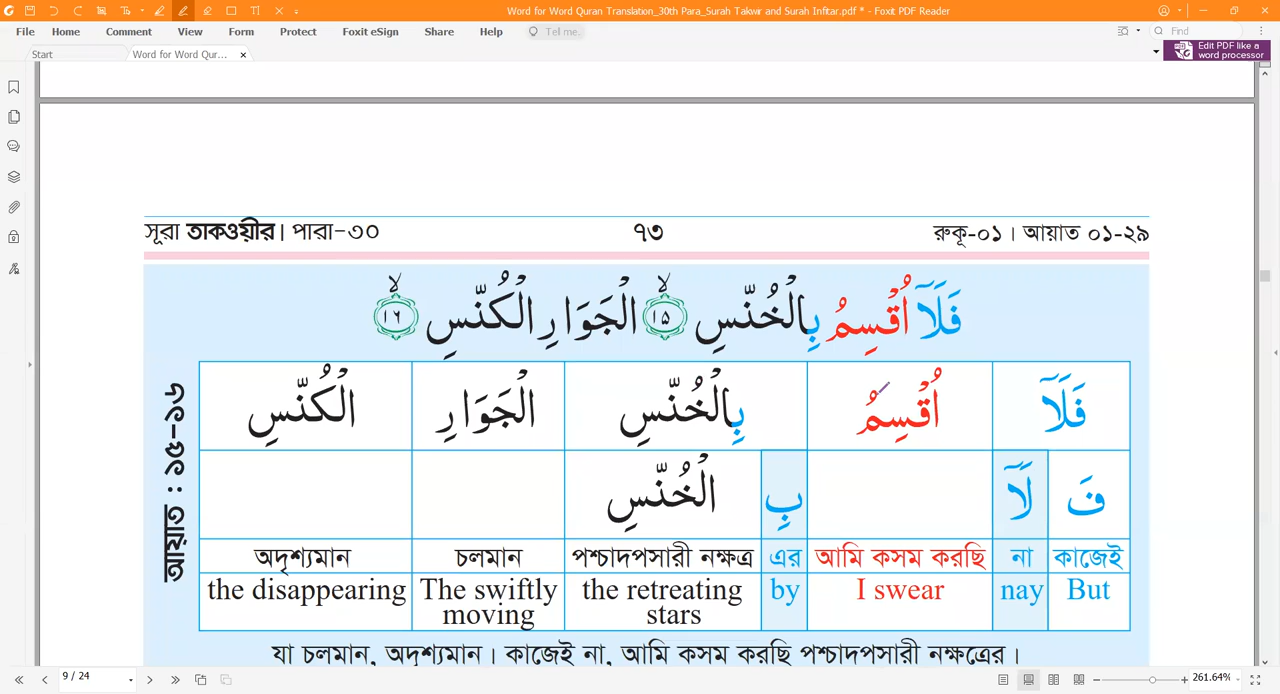 Word for Word Quran Translation_30th Para_Surah Takwr and Surah Infitar.pdf * - Foxit PDF Reader
File Home Comment View Form Protect Foxit eSign Share Help Tell me. Find
Start Word for Word Qur... Edit PDF like a word processor
সূরা তাকওয়ীর। পারা-৩০ ৭৩ রুকূ-০১। আয়াত ০১-২৯
فَلَآ اُقْسِمُ بِالْخُنَّسِ ۙ﴿۱۵﴾ الْجَوَارِ الْكُنَّسِ ۙ﴿۱۶﴾
আয়াত : ১৫-১৬
فَلَآ اُقْسِمُ بِالْخُنَّسِ الْجَوَارِ الْكُنَّسِ
فَ لَآ بِ الْخُنَّسِ
অদৃশ্যমান চলমান পশ্চাদপসারী নক্ষত্র এর আমি কসম করছি না কাজেই
the disappearing The swiftly moving the retreating stars by I swear nay But
যা চলমান, অদৃশ্যমান। কাজেই না, আমি কসম করছি পশ্চাদপসারী নক্ষত্রের।
9 / 24 261.64%